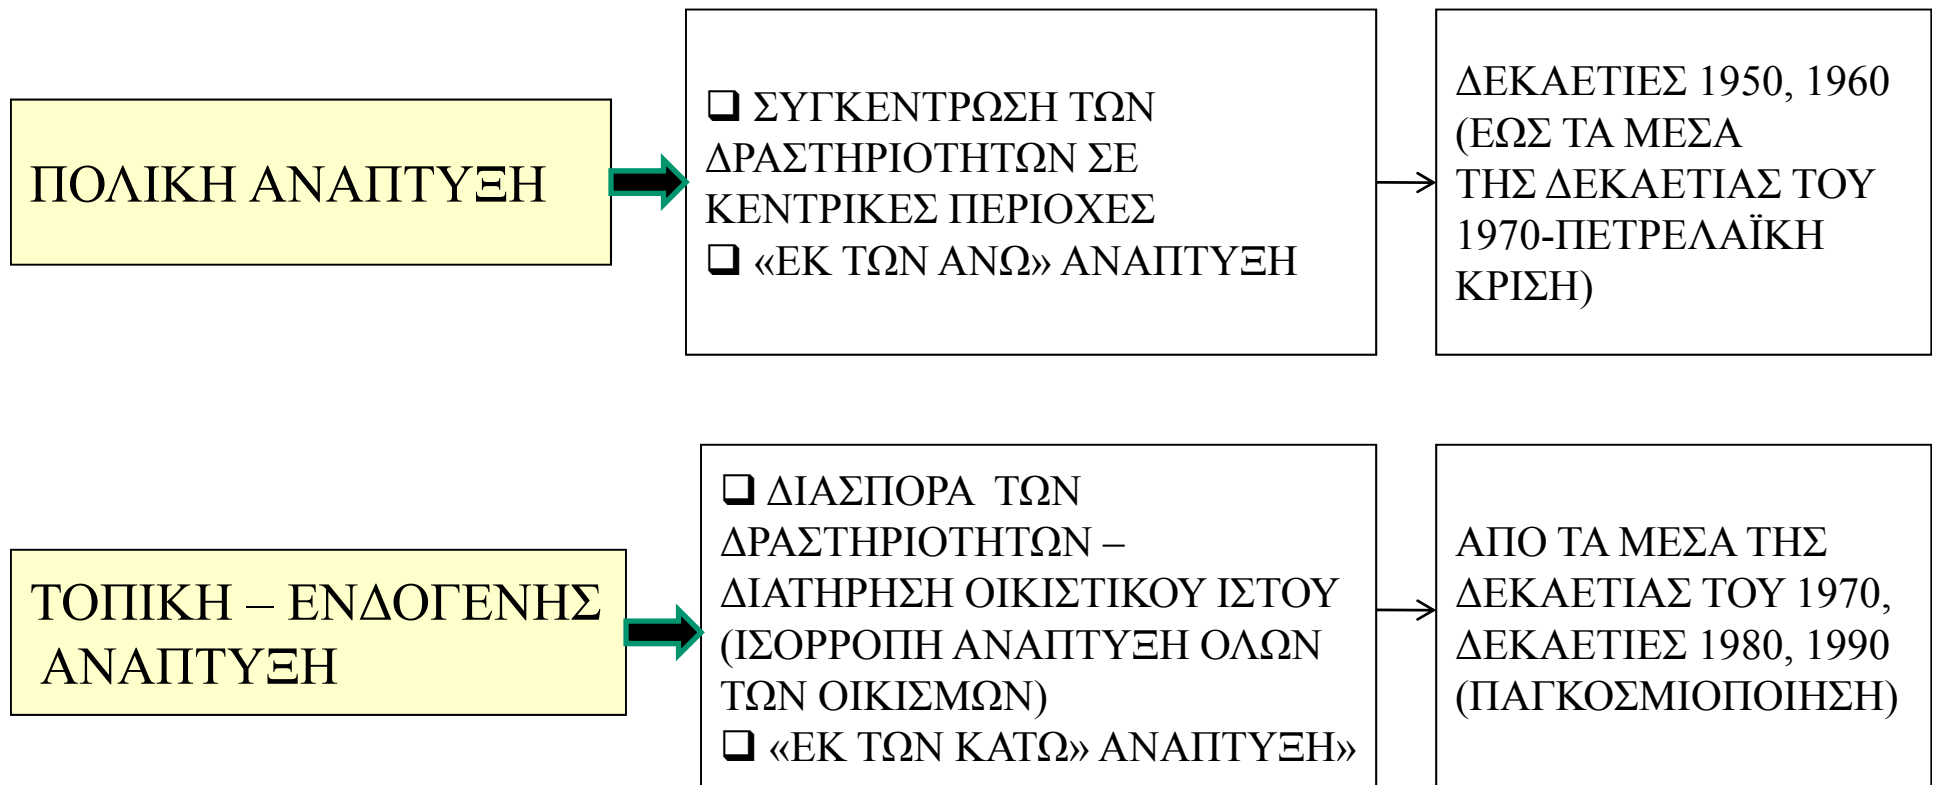 ΠΟΛΙΚΗ ΑΝΑΠΤΥΞΗ
❑ ΣΥΓΚΕΝΤΡΩΣΗ ΤΩΝ
ΔΡΑΣΤΗΡΙΟΤΗΤΩΝ ΣΕ
ΚΕΝΤΡΙΚΕΣ ΠΕΡΙΟΧΕΣ
❑ «ΕΚ ΤΩΝ ΑΝΩ» ΑΝΑΠΤΥΞΗ
ΔΕΚΑΕΤΙΕΣ 1950, 1960
(ΕΩΣ ΤΑ ΜΕΣΑ
ΤΗΣ ΔΕΚΑΕΤΙΑΣ ΤΟΥ
1970-ΠΕΤΡΕΛΑΪΚΗ
ΚΡΙΣΗ)
ΤΟΠΙΚΗ – ΕΝΔΟΓΕΝΗΣ
ΑΝΑΠΤΥΞΗ
❑ ΔΙΑΣΠΟΡΑ ΤΩΝ
ΔΡΑΣΤΗΡΙΟΤΗΤΩΝ –
ΔΙΑΤΗΡΗΣΗ ΟΙΚΙΣΤΙΚΟΥ ΙΣΤΟΥ
(ΙΣΟΡΡΟΠΗ ΑΝΑΠΤΥΞΗ ΟΛΩΝ
ΤΩΝ ΟΙΚΙΣΜΩΝ)
❑ «ΕΚ ΤΩΝ ΚΑΤΩ» ΑΝΑΠΤΥΞΗ»
ΑΠΟ ΤΑ ΜΕΣΑ ΤΗΣ
ΔΕΚΑΕΤΙΑΣ ΤΟΥ 1970,
ΔΕΚΑΕΤΙΕΣ 1980, 1990
(ΠΑΓΚΟΣΜΙΟΠΟΙΗΣΗ)